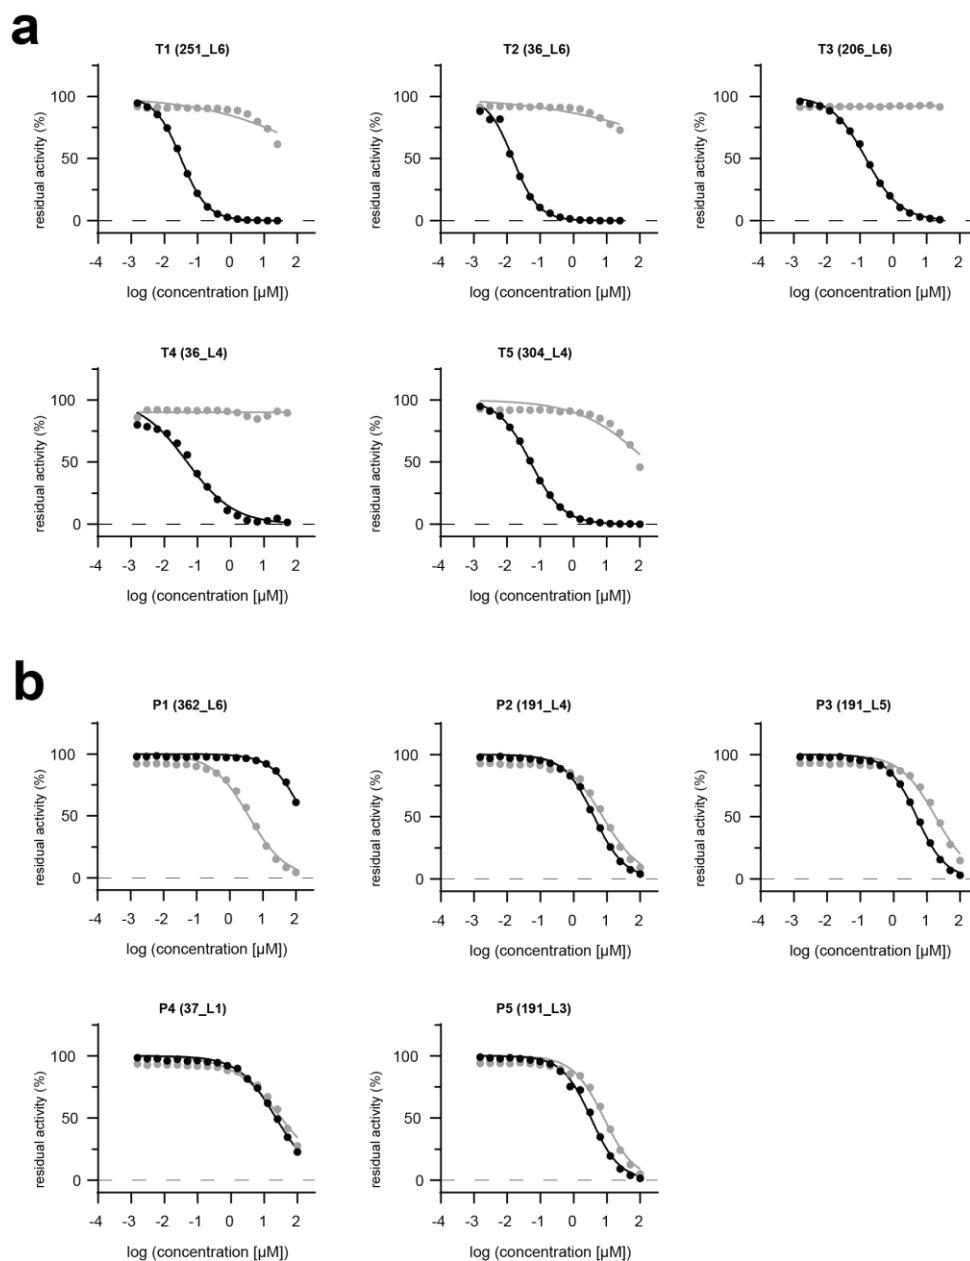 a
T1 (251_L6)
T2 (36_L6)
T3 (206_L6)
residual activity (%)
100
50
0
-4 -3 -2 -1 0 1 2
log (concentration [µM])
residual activity (%)
100
50
0
-4 -3 -2 -1 0 1 2
log (concentration [µM])
residual activity (%)
100
50
0
-4 -3 -2 -1 0 1 2
log (concentration [µM])
T4 (36_L4)
T5 (304_L4)
residual activity (%)
100
50
0
-4 -3 -2 -1 0 1 2
log (concentration [µM])
residual activity (%)
100
50
0
-4 -3 -2 -1 0 1 2
log (concentration [µM])
b
P1 (362_L6)
P2 (191_L4)
P3 (191_L5)
residual activity (%)
100
50
0
-4 -3 -2 -1 0 1 2
log (concentration [µM])
residual activity (%)
100
50
0
-4 -3 -2 -1 0 1 2
log (concentration [µM])
residual activity (%)
100
50
0
-4 -3 -2 -1 0 1 2
log (concentration [µM])
P4 (37_L1)
P5 (191_L3)
residual activity (%)
100
50
0
-4 -3 -2 -1 0 1 2
log (concentration [µM])
residual activity (%)
100
50
0
-4 -3 -2 -1 0 1 2
log (concentration [µM])